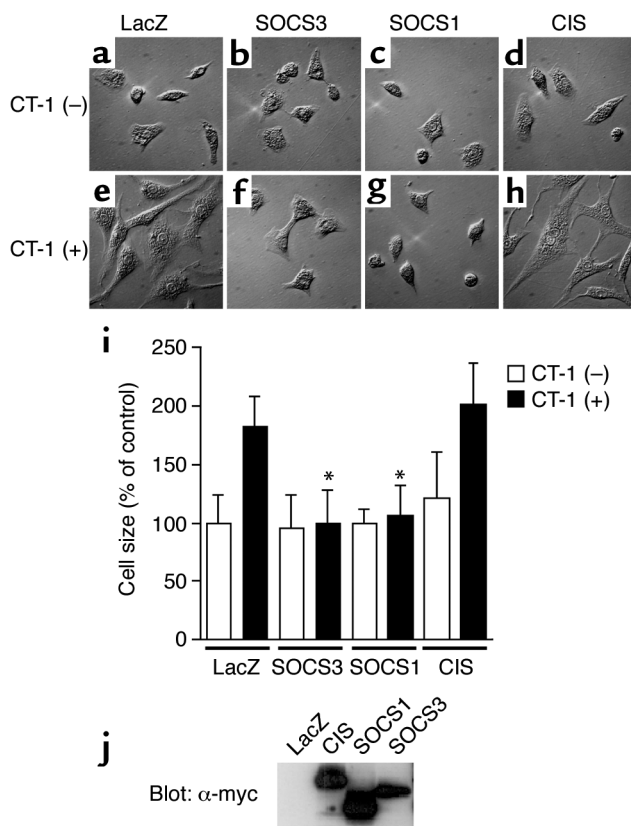 LacZ SOCS3 SOCS1 CIS
a b c d
CT-1 (–)
e f g h
CT-1 (+)
i
250
200
150
100
50
0
Cell size (% of control)
CT-1 (–)
CT-1 (+)
* *
LacZ SOCS3 SOCS1 CIS
j
LacZ CIS SOCS1 SOCS3
Blot: α-myc